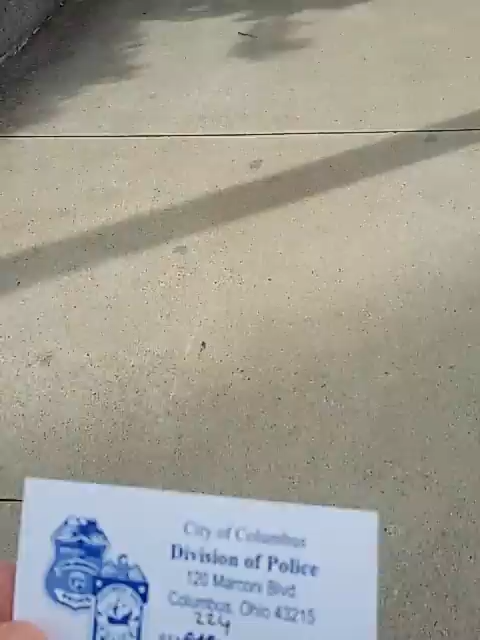 City of Columbus
Division of Police
120 Marconi Blvd
Columbus, Ohio 43215
224